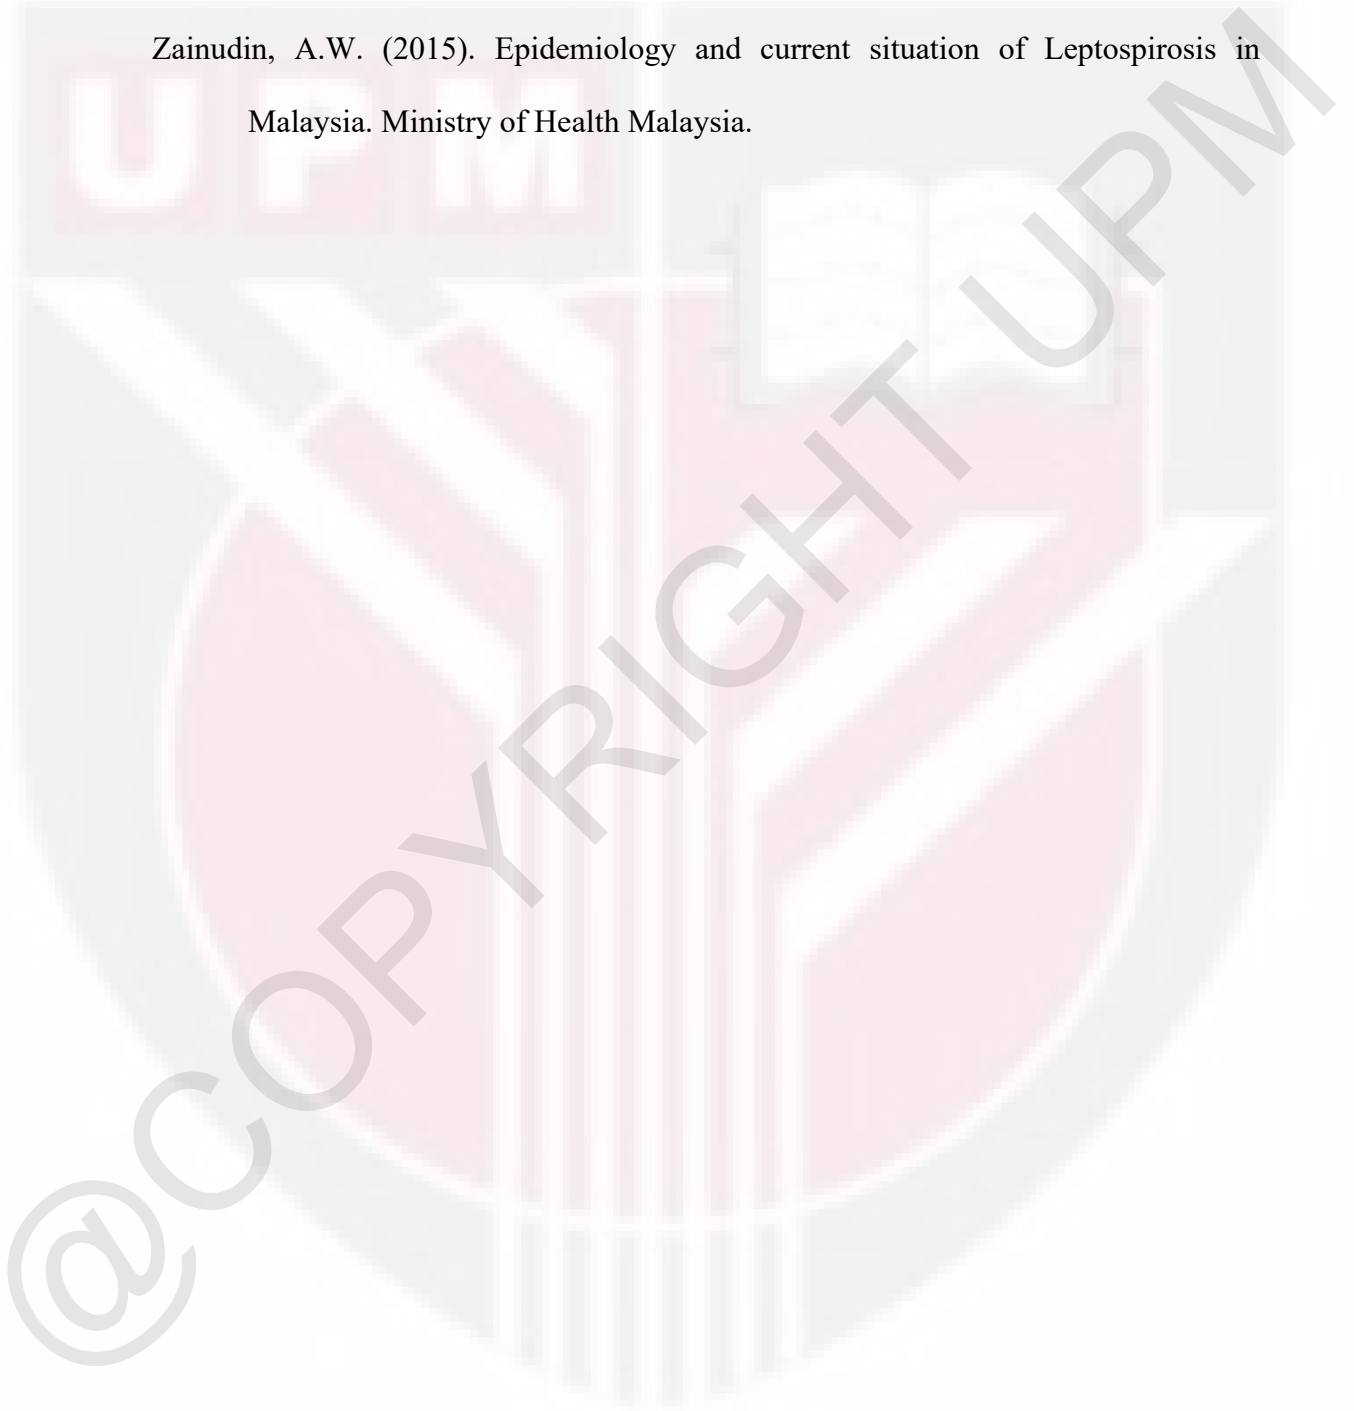 Zainudin, A.W. (2015). Epidemiology and current situation of Leptospirosis in
Malaysia. Ministry of Health Malaysia.
UPM
@COPYRIGHT UPM